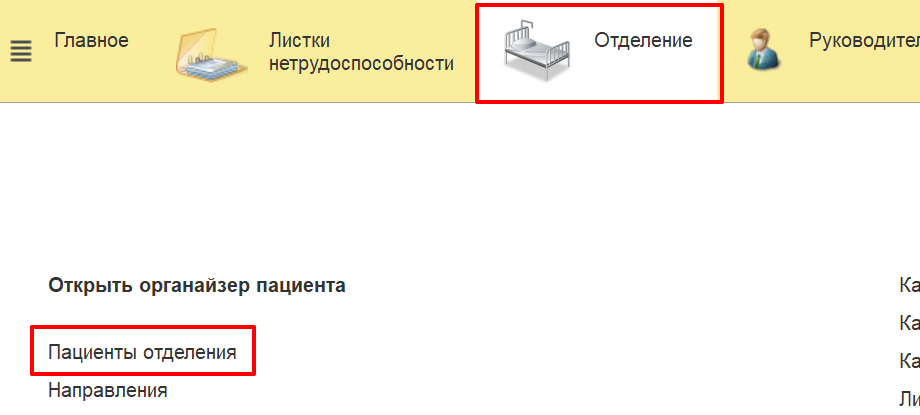 Главное
Листки
нетрудоспособности
Отделение
Открыть органайзер пациента
Пациенты отделения
Направления